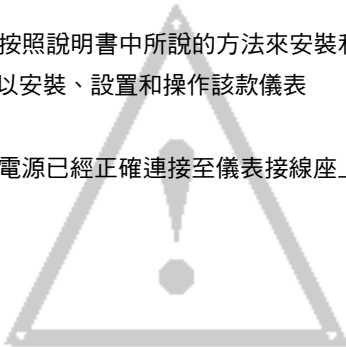 按照說明書中所說的方法來安裝和
以安裝、設置和操作該款儀表
電源已經正確連接至儀表接線座上